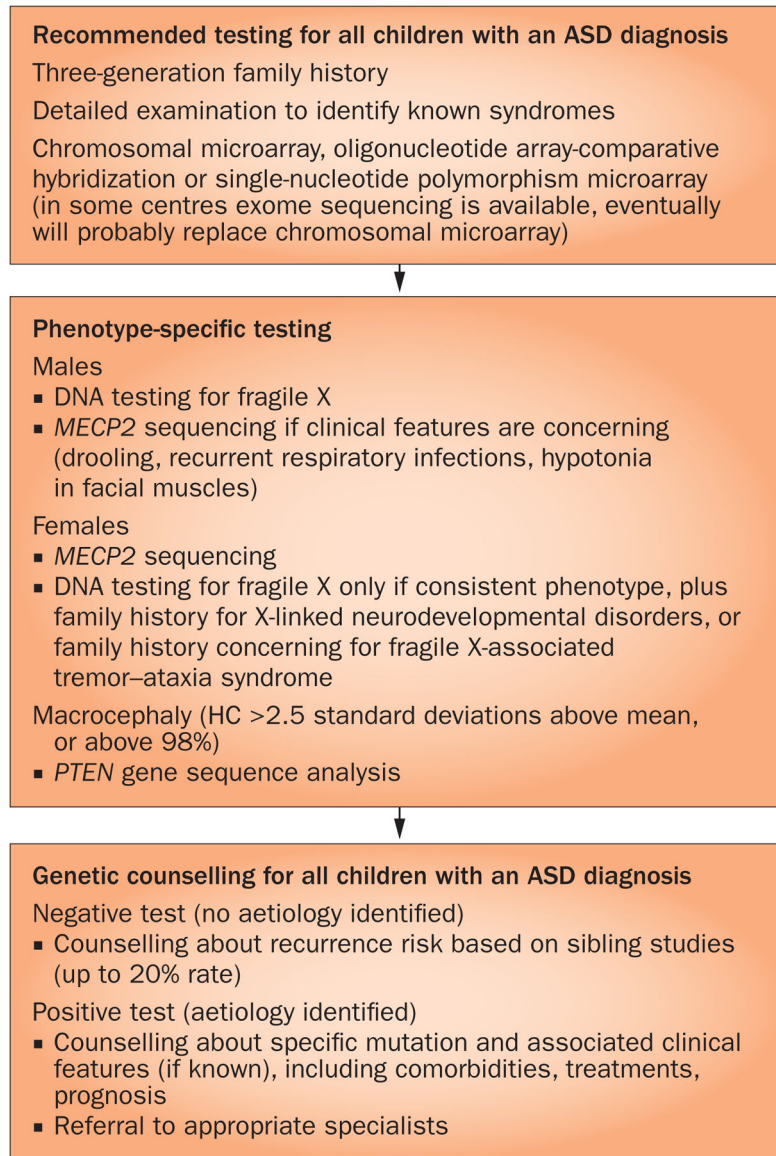 Recommended testing for all children with an ASD diagnosis
Three-generation family history
Detailed examination to identify known syndromes
Chromosomal microarray, oligonucleotide array-comparative
hybridization or single-nucleotide polymorphism microarray
(in some centres exome sequencing is available, eventually
will probably replace chromosomal microarray)
Phenotype-specific testing
Males
▪ DNA testing for fragile X
▪ MECP2 sequencing if clinical features are concerning
(drooling, recurrent respiratory infections, hypotonia
in facial muscles)
Females
▪ MECP2 sequencing
▪ DNA testing for fragile X only if consistent phenotype, plus
family history for X-linked neurodevelopmental disorders, or
family history concerning for fragile X-associated
tremor–ataxia syndrome
Macrocephaly (HC >2.5 standard deviations above mean,
or above 98%)
▪ PTEN gene sequence analysis
Genetic counselling for all children with an ASD diagnosis
Negative test (no aetiology identified)
▪ Counselling about recurrence risk based on sibling studies
(up to 20% rate)
Positive test (aetiology identified)
▪ Counselling about specific mutation and associated clinical
features (if known), including comorbidities, treatments,
prognosis
▪ Referral to appropriate specialists